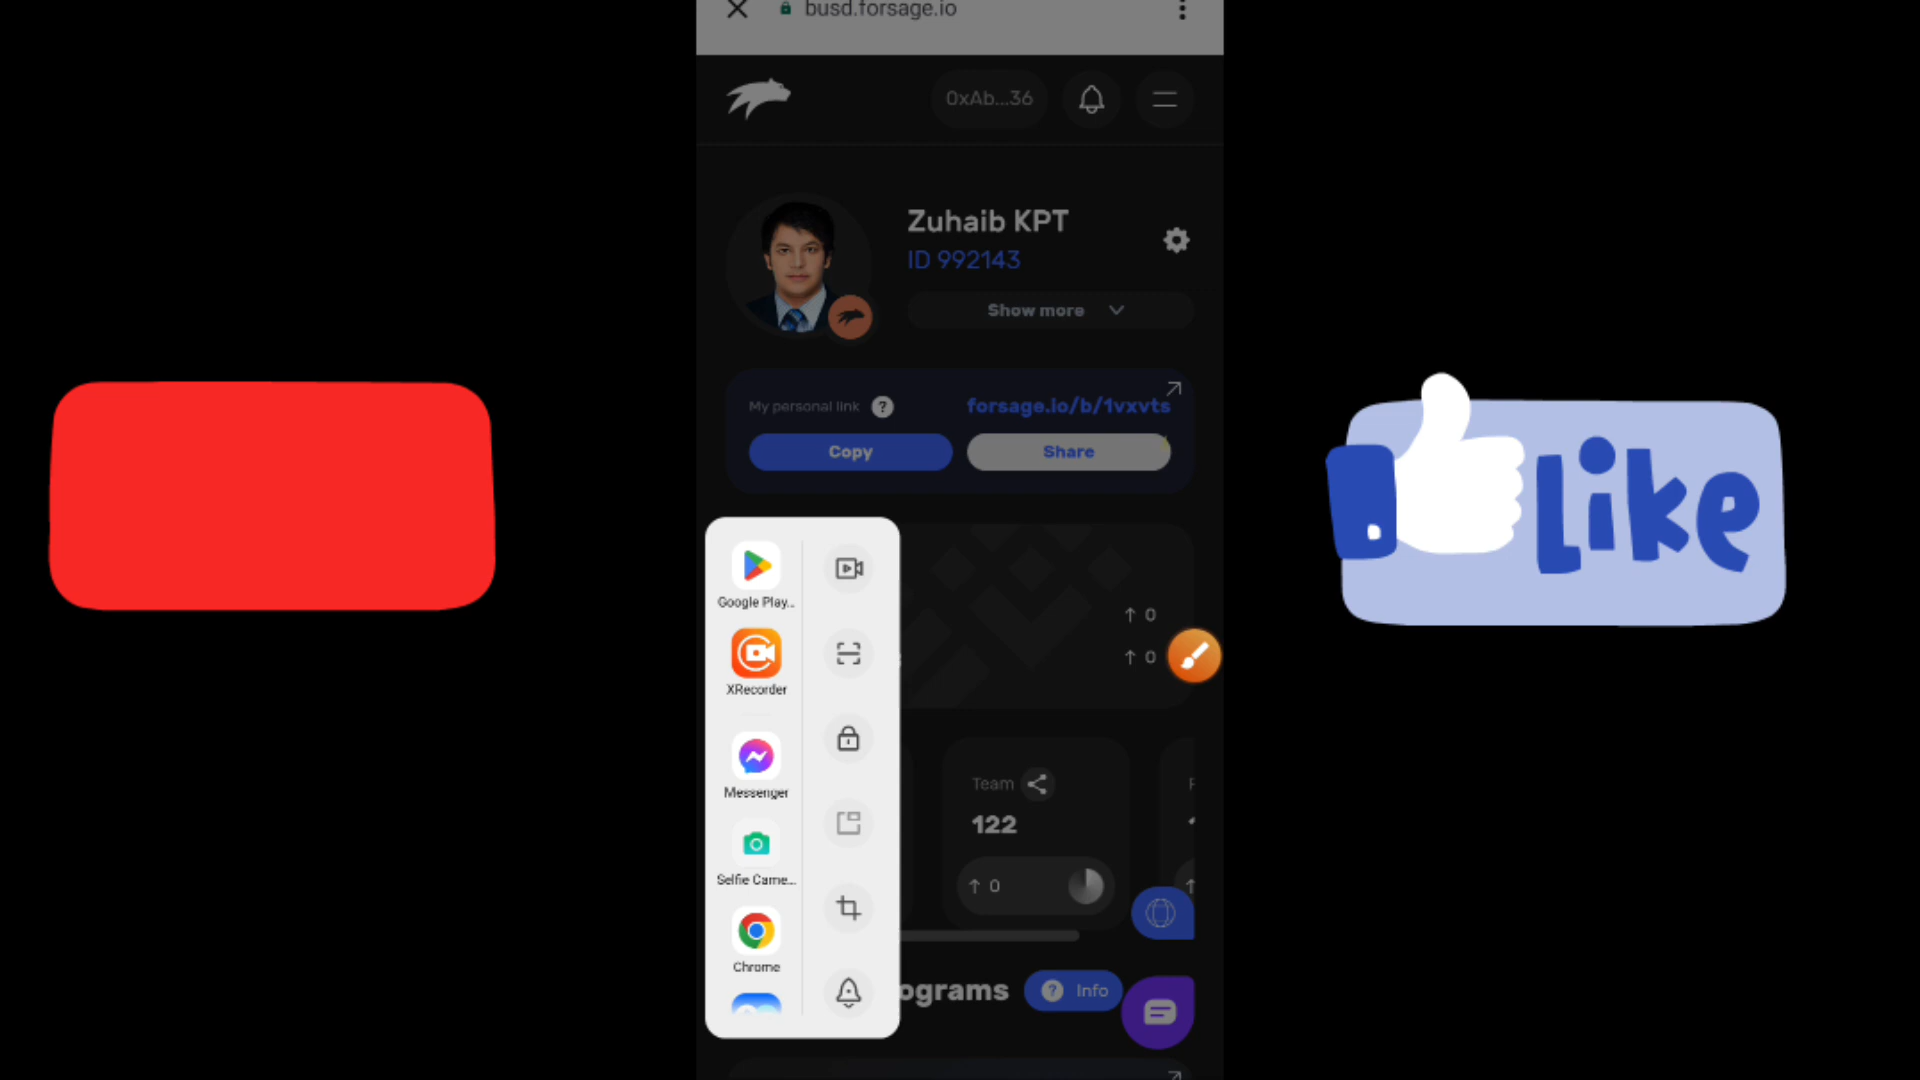 busd.forsage.io
0xAb...36
Zuhaib KPT
ID 992143
Show more
My personal link ?
forsage.io/b/1vxvts
Copy
Share
Google Play...
XRecorder
Messenger
Selfie Came...
Chrome
↑ 0
↑ 0
Team
122
↑ 0
ograms
? Info
Like